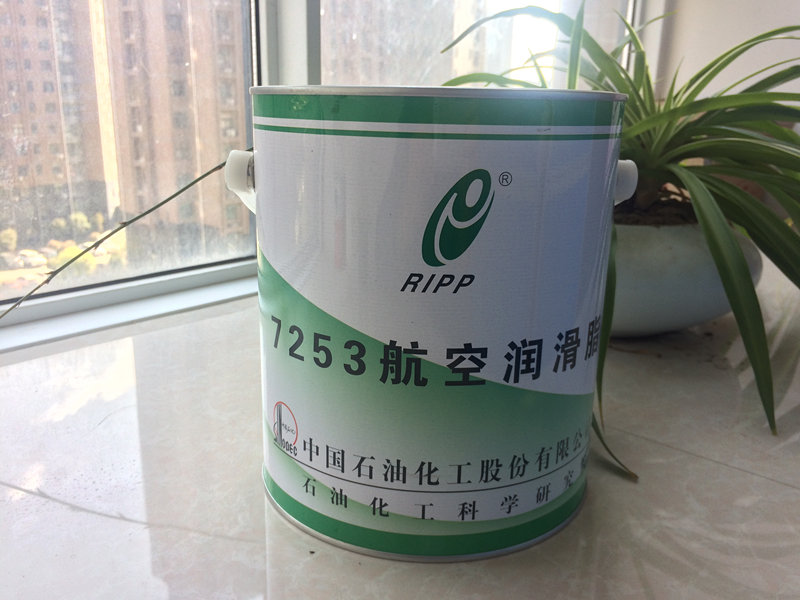 ®
RIPP
7253航空润滑脂
中国石油化工股份有限公
石油化工科学研究